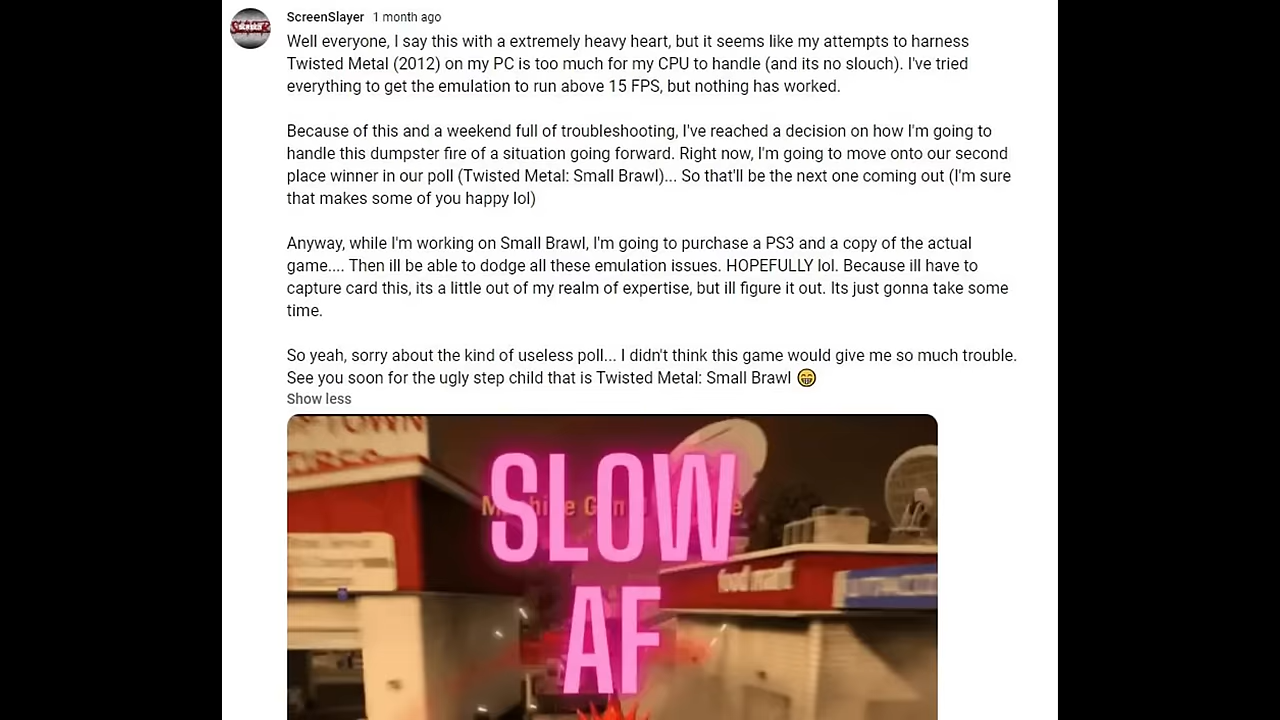 ScreenSlayer 1 month ago
Well everyone, I say this with a extremely heavy heart, but it seems like my attempts to harness
Twisted Metal (2012) on my PC is too much for my CPU to handle (and its no slouch). I've tried
everything to get the emulation to run above 15 FPS, but nothing has worked.
Because of this and a weekend full of troubleshooting, I've reached a decision on how I'm going to
handle this dumpster fire of a situation going forward. Right now, I'm going to move onto our second
place winner in our poll (Twisted Metal: Small Brawl)... So that'll be the next one coming out (I'm sure
that makes some of you happy lol)
Anyway, while I'm working on Small Brawl, I'm going to purchase a PS3 and a copy of the actual
game.... Then ill be able to dodge all these emulation issues. HOPEFULLY lol. Because ill have to
capture card this, its a little out of my realm of expertise, but ill figure it out. Its just gonna take some
time.
So yeah, sorry about the kind of useless poll... I didn't think this game would give me so much trouble.
See you soon for the ugly step child that is Twisted Metal: Small Brawl 😁
Show less
SLOW
AF
food mart